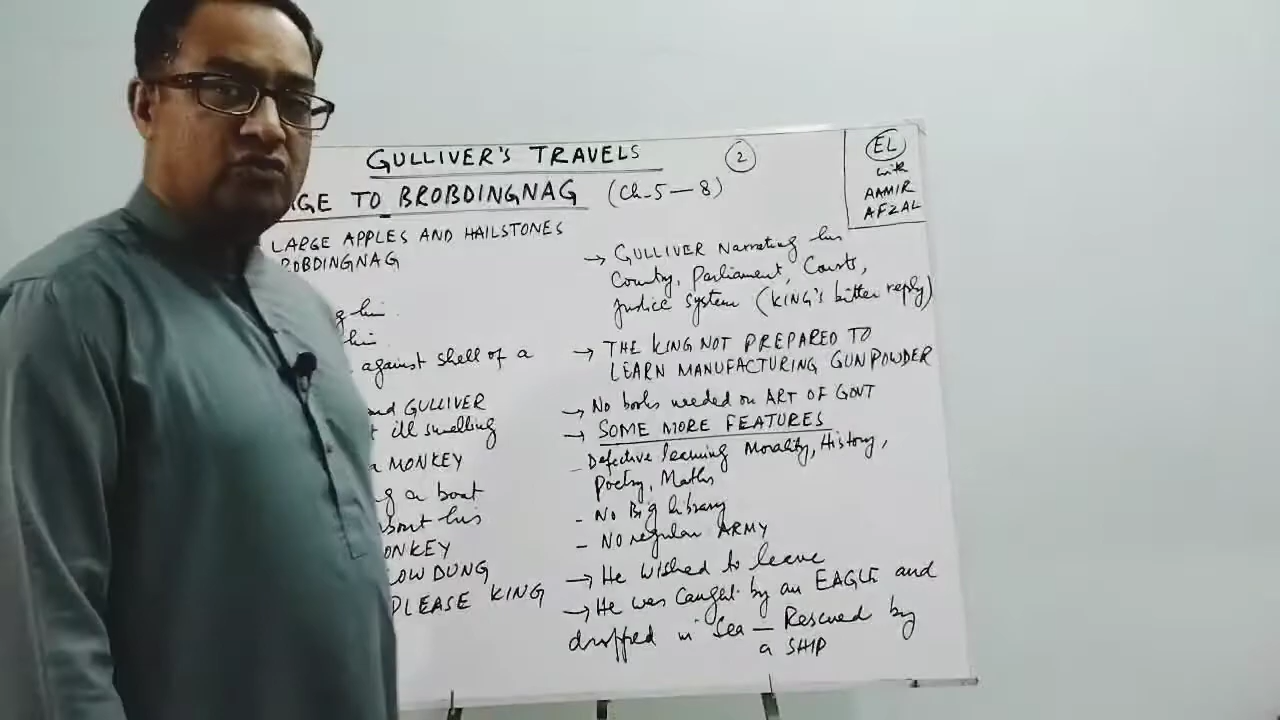 GULLIVER'S TRAVELS
2
AGE TO BROBDINGNAG (Ch-5-8)
EL
with
AAMIR
AFZAL
LARGE APPLES AND HAILSTONES
ROBDINGNAG
g him
him
against shell of a
and GULLIVER
t ill smelling
a MONKEY
g a boat
about his
ONKEY
OW DUNG
PLEASE KING
→ GULLIVER Narrating his
Country, Parliament, Courts,
Justice system (KING's bitter reply)
→ THE KING NOT PREPARED TO
LEARN MANUFACTURING GUNPOWDER
→ No books needed on ART OF GOVT
→ SOME MORE FEATURES
- Defective learning Morality, History,
Poetry, Maths
- No Big library
- NO regular ARMY
→ He wished to leave
→ He was caught by an EAGLE and
dropped in Sea — Rescued by
a SHIP